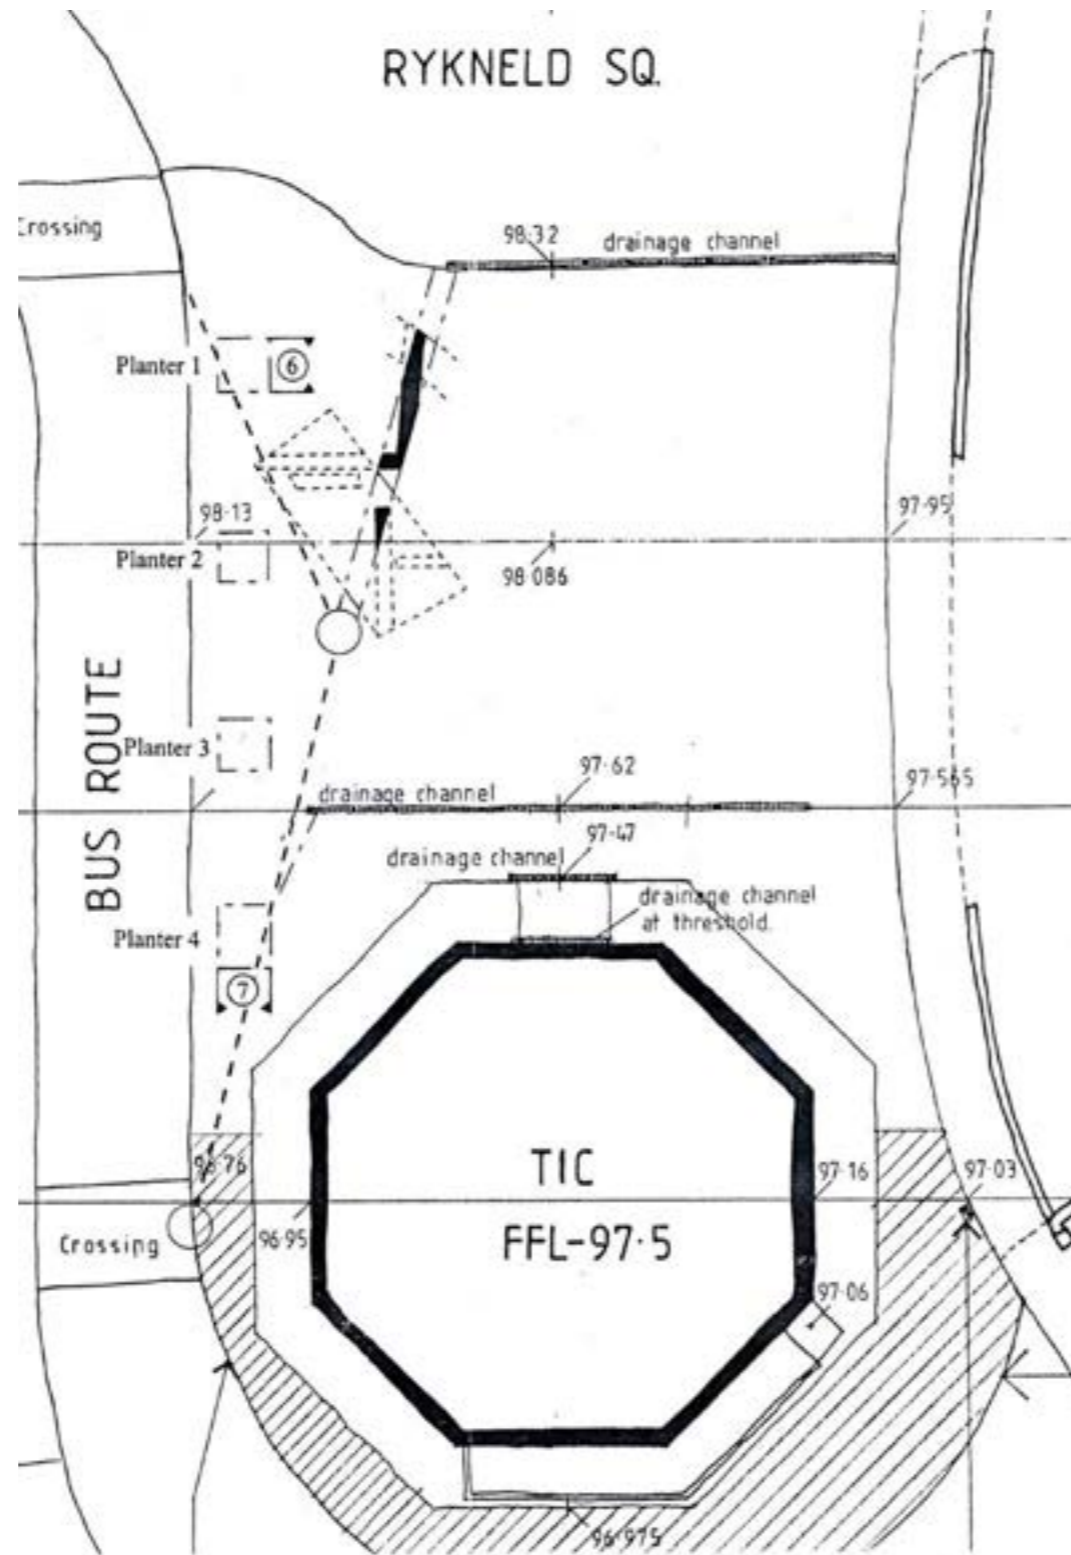 RYKNELD SQ.
Crossing
98·32
drainage channel
Planter 1
6
98·13
97·95
Planter 2
98·086
BUS ROUTE
Planter 3
97·62
97·565
drainage channel
97·47
drainage channel
drainage channel
at threshold.
Planter 4
7
96·76
TIC
97·16
97·03
Crossing
96·95
FFL-97·5
97·06
96·975